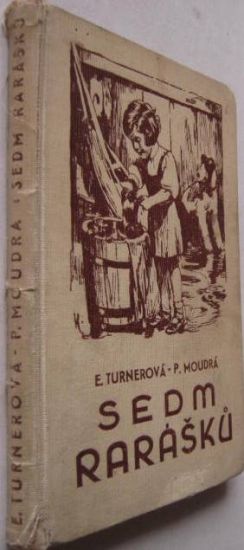 E. TURNEROVÁ - P. MOUDRÁ
SEDM
RARÁŠKŮ
E. TURNEROVÁ - P. MOUDRÁ · SEDM RARÁŠKŮ